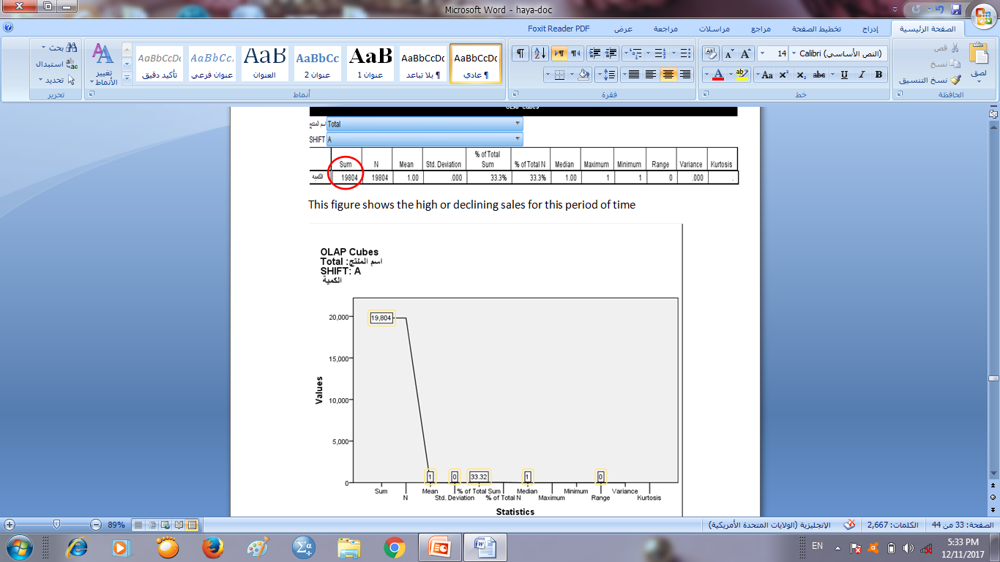 Microsoft Word - haya-doc
الصفحة الرئيسية إدراج تخطيط الصفحة مراجع مراسلات مراجعة عرض Foxit Reader PDF
لصق
قص
نسخ
نسخ التنسيق
الحافظة
Calibri (النص الأساسي) 14
خط
فقرة
AaBbCcDc ¶ عادي
AaBbCcDc ¶ بلا تباعد
AaBbC عنوان 1
AaBbCc عنوان 2
AaB العنوان
AaBbCc. عنوان فرعي
AaBbCcDc تأكيد دقيق
تغيير الأنماط
أنماط
بحث
استبدال
تحديد
تحرير
OLAP Cubes
اسم المنتج Total
SHIFT A
Sum N Mean Std. Deviation % of Total Sum % of Total N Median Maximum Minimum Range Variance Kurtosis
الكمية 19804 19804 1.00 .000 33.3% 33.3% 1.00 1 1 0 .000 .
This figure shows the high or declining sales for this period of time
OLAP Cubes
Total :اسم المنتج
SHIFT: A
الكمية
Values
20,000
15,000
10,000
5,000
0
19,804
1 0 33.32 1 0
Sum N Mean Std. Deviation % of Total Sum % of Total N Median Maximum Minimum Range Variance Kurtosis
Statistics
الصفحة: 33 من 44 الكلمات: 2,667 الإنجليزية (الولايات المتحدة الأمريكية)
89%
EN
5:33 PM
12/11/2017